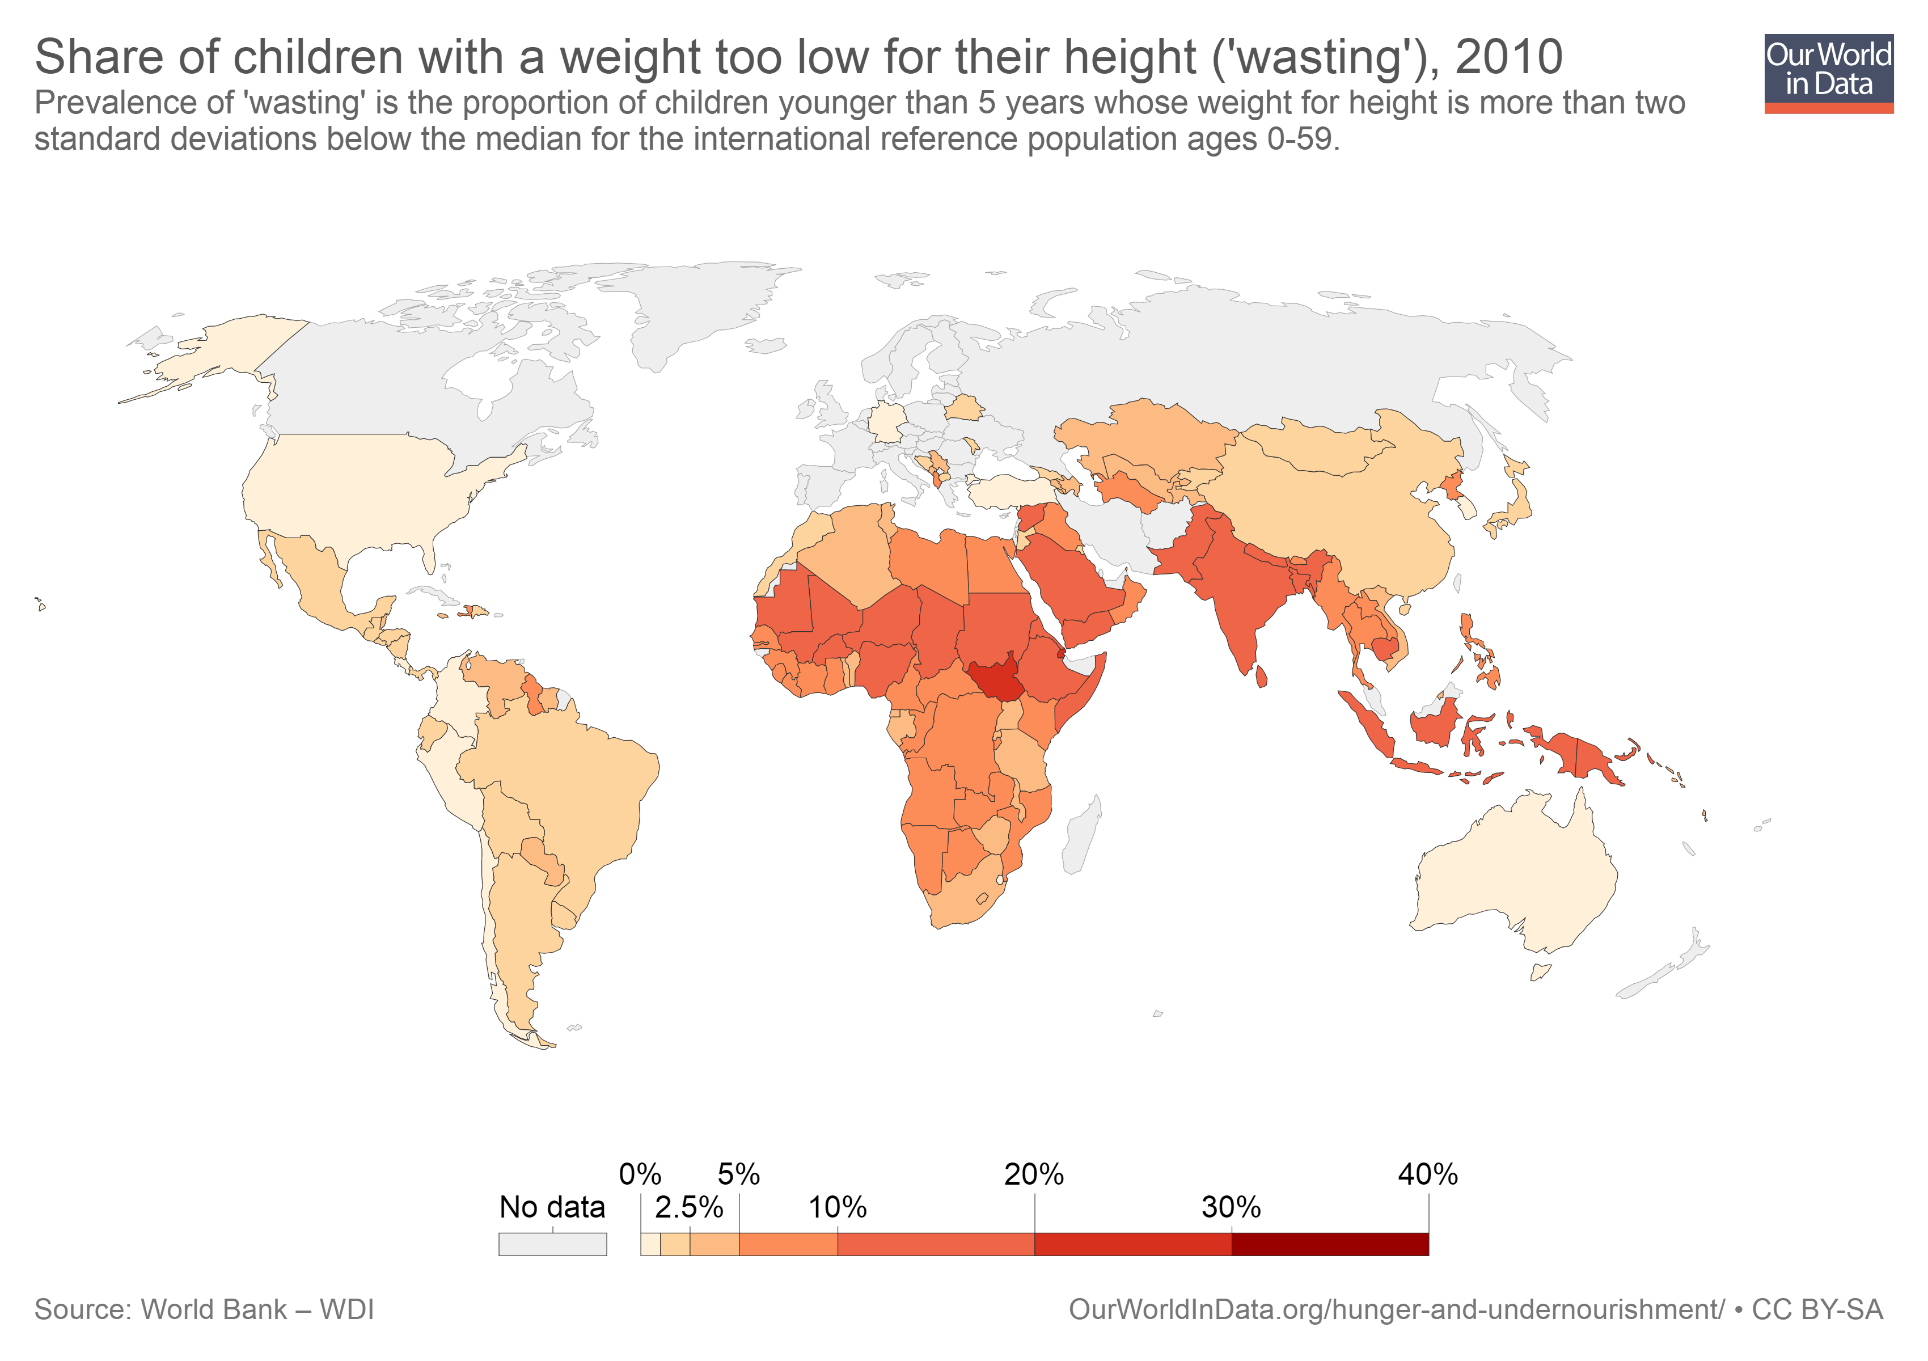 Share of children with a weight too low for their height ('wasting'), 2010
Prevalence of 'wasting' is the proportion of children younger than 5 years whose weight for height is more than two
standard deviations below the median for the international reference population ages 0-59.
Our World
in Data
0% 5% 20% 40%
No data 2.5% 10% 30%
Source: World Bank – WDI
OurWorldInData.org/hunger-and-undernourishment/ • CC BY-SA